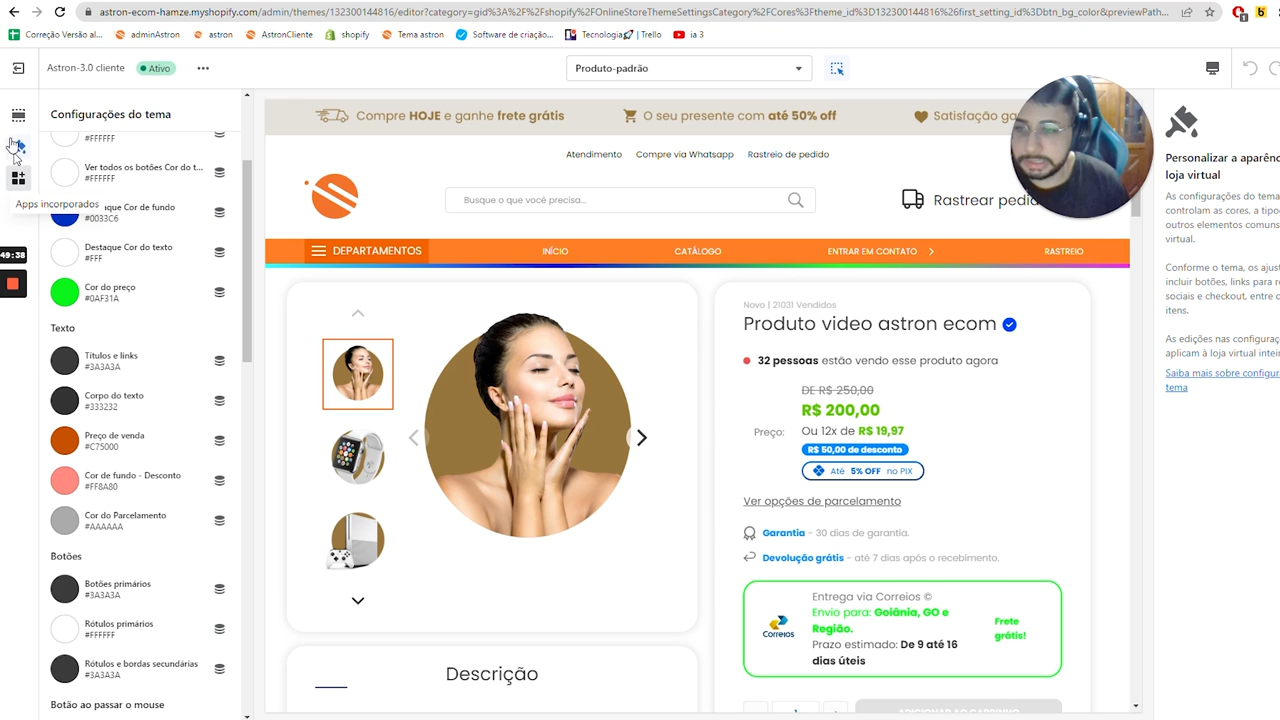 astron-ecom-hamze.myshopify.com/admin/themes/132300144816/editor?category=gid%3A%2F%2Fshopify%2FOnlineStoreThemeSettingsCategory%2FCores%3Ftheme_id%3D132300144816%26first_setting_id%3Dbtn_bg_color&previewPath...
Correção Versão al...
adminAstron
astron
AstronCliente
shopify
Tema astron
Software de criação...
Tecnologia🚀 | Trello
ia 3
Astron-3.0 cliente
Ativo
Produto-padrão
Configurações do tema
#FFFFFF
Ver todos os botões Cor do t...
#FFFFFF
Apps incorporados
que Cor de fundo
#0033C6
Destaque Cor do texto
#FFF
Cor do preço
#0AF31A
Texto
Títulos e links
#3A3A3A
Corpo do texto
#333232
Preço de venda
#C75000
Cor de fundo - Desconto
#FF8A80
Cor do Parcelamento
#AAAAAA
Botões
Botões primários
#3A3A3A
Rótulos primários
#FFFFFF
Rótulos e bordas secundárias
#3A3A3A
Botão ao passar o mouse
49:38
Compre HOJE e ganhe frete grátis
O seu presente com até 50% off
Satisfação ga
Atendimento
Compre via Whatsapp
Rastreio de pedido
Busque o que você precisa...
Rastrear pedid
DEPARTAMENTOS
INÍCIO
CATÁLOGO
ENTRAR EM CONTATO
RASTREIO
Novo | 21031 Vendidos
Produto video astron ecom
32 pessoas estão vendo esse produto agora
DE R$ 250,00
R$ 200,00
Preço:
Ou 12x de R$ 19,97
R$ 50,00 de desconto
Até 5% OFF no PIX
Ver opções de parcelamento
Garantia - 30 dias de garantia.
Devolução grátis - até 7 dias após o recebimento.
Correios
Entrega via Correios ©
Envio para: Goiânia, GO e
Região.
Prazo estimado: De 9 até 16
dias úteis
Frete
grátis!
1
ADICIONAR AO CARRINHO
Descrição
Personalizar a aparênc
loja virtual
As configurações do tema
controlam as cores, a tipo
outros elementos comuns
virtual.
Conforme o tema, os ajust
incluir botões, links para r
sociais e checkout, entre o
itens.
As edições nas configuraç
aplicam à loja virtual inteir
Saiba mais sobre configur
tema